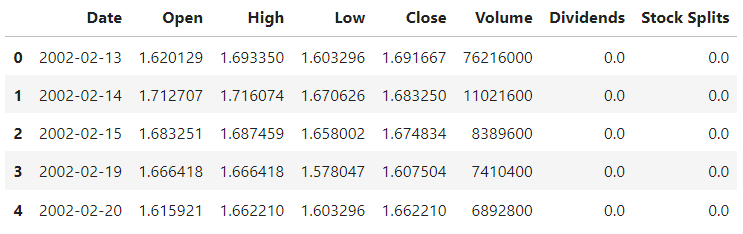 Date Open High Low Close Volume Dividends Stock Splits
0 2002-02-13 1.620129 1.693350 1.603296 1.691667 76216000 0.0 0.0
1 2002-02-14 1.712707 1.716074 1.670626 1.683250 11021600 0.0 0.0
2 2002-02-15 1.683251 1.687459 1.658002 1.674834 8389600 0.0 0.0
3 2002-02-19 1.666418 1.666418 1.578047 1.607504 7410400 0.0 0.0
4 2002-02-20 1.615921 1.662210 1.603296 1.662210 6892800 0.0 0.0